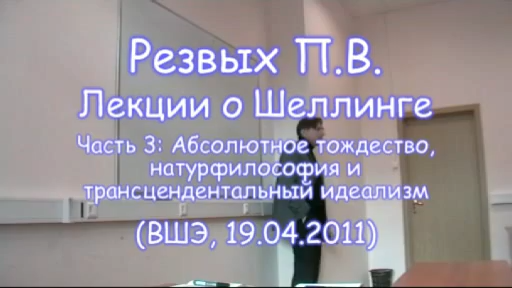 Резвых П.В.
Лекции о Шеллинге
Часть 3: Абсолютное тождество,
натурфилософия и
трансцендентальный идеализм
(ВШЭ, 19.04.2011)